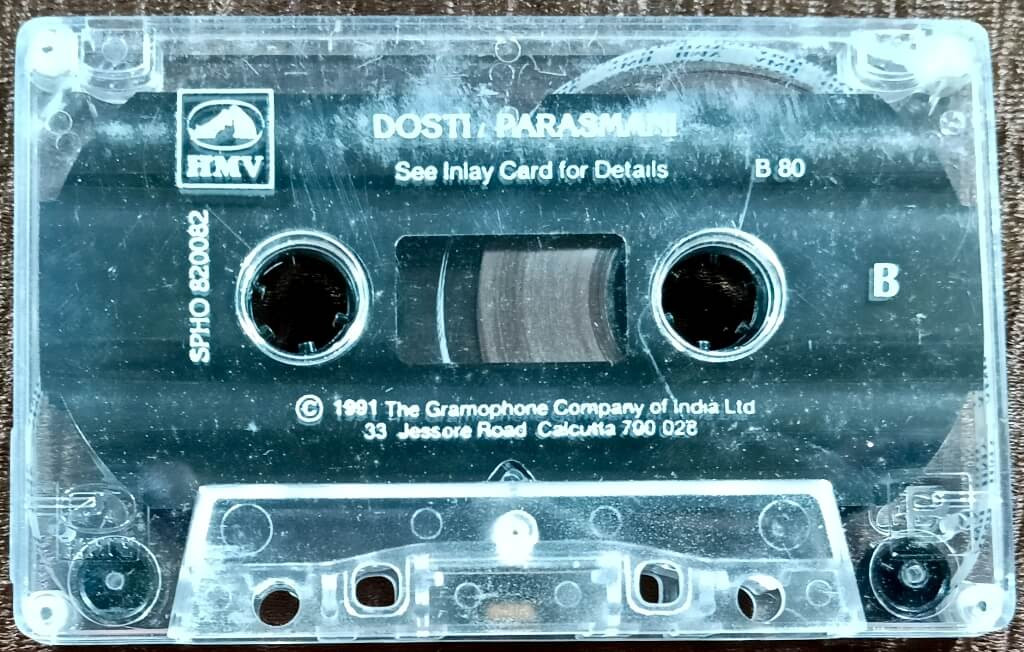 HMV
DOSTI / PARASMANI
See Inlay Card for Details
B 80
SPHO 820082
B
© 1991 The Gramophone Company of India Ltd
33 Jessore Road Calcutta 700 028